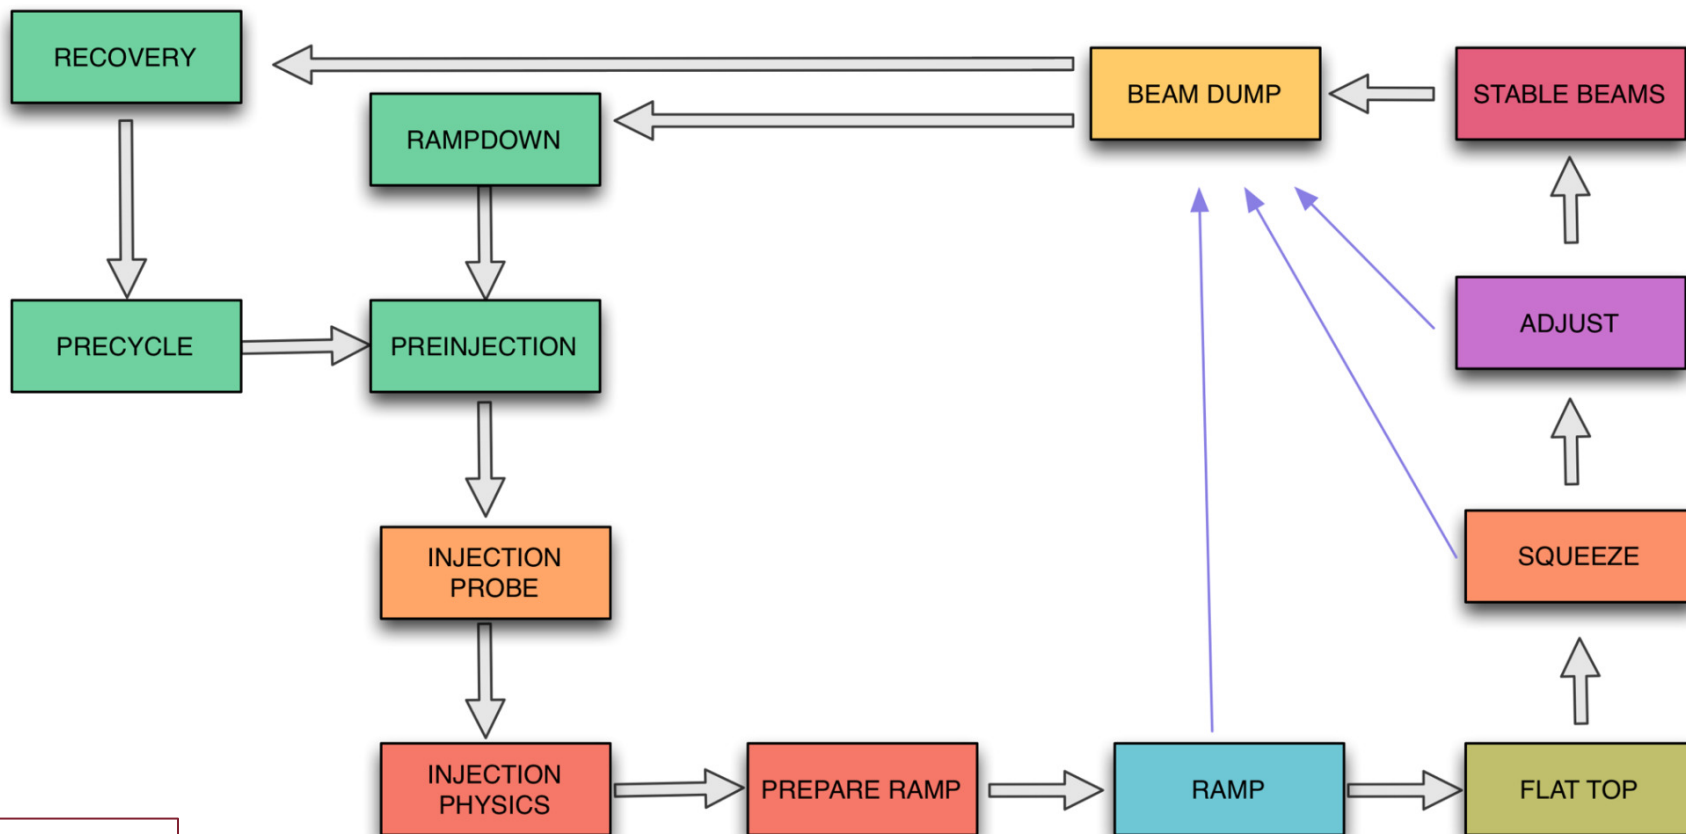 RECOVERY
BEAM DUMP
STABLE BEAMS
RAMPDOWN
ADJUST
PRECYCLE
PREINJECTION
INJECTION
PROBE
SQUEEZE
INJECTION
PHYSICS
PREPARE RAMP
RAMP
FLAT TOP